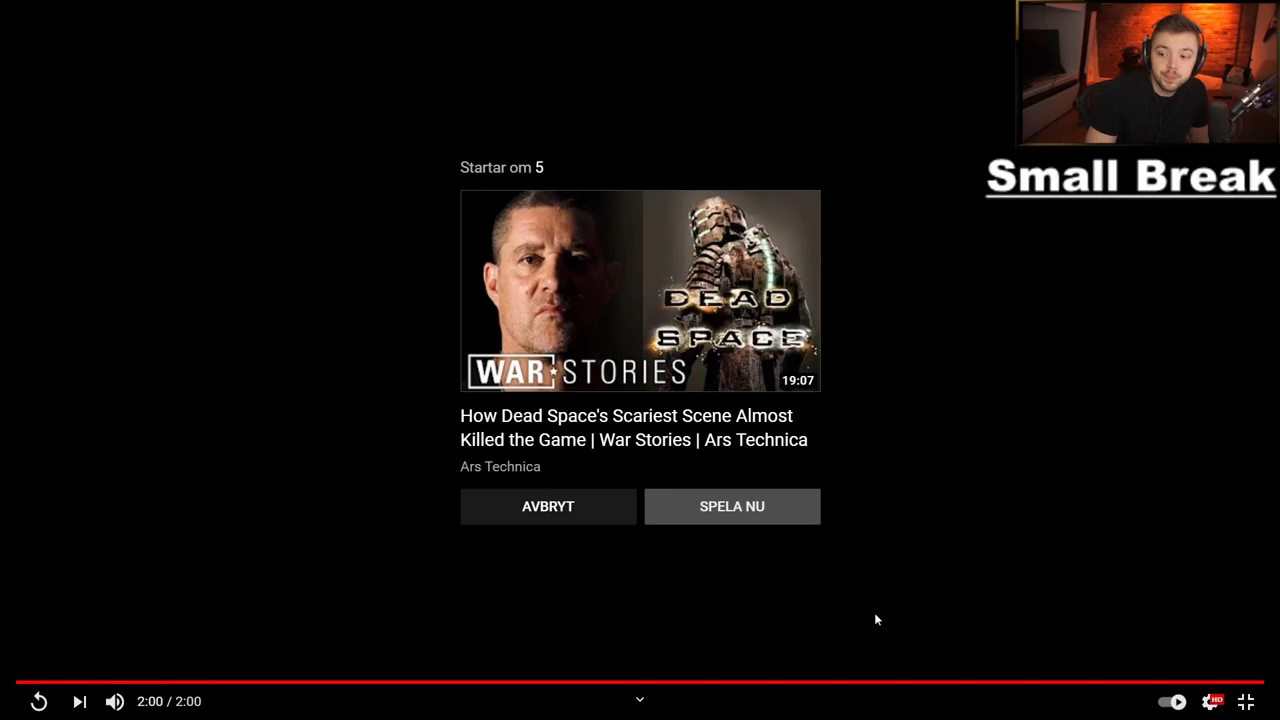 Startar om 5
Small Break
DEAD
SPACE
WAR STORIES
19:07
How Dead Space's Scariest Scene Almost
Killed the Game | War Stories | Ars Technica
Ars Technica
AVBRYT
SPELA NU
2:00 / 2:00
HD